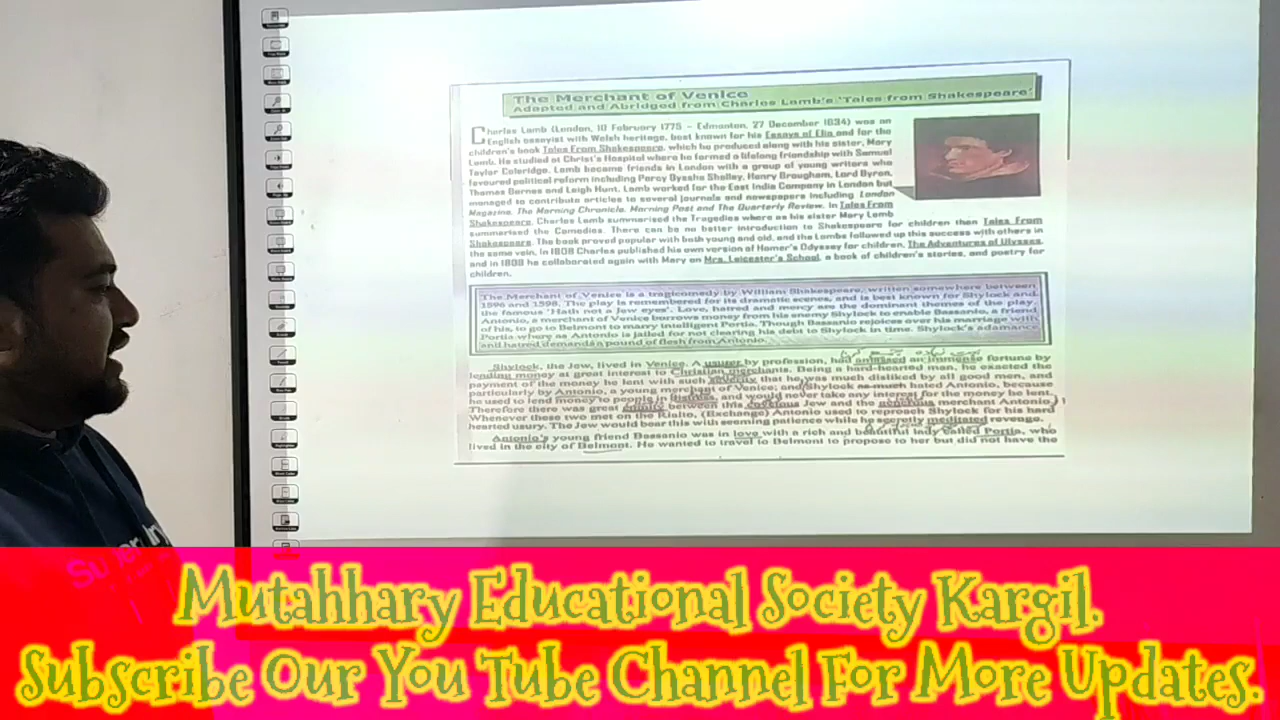 The Merchant of Venice
Adapted and Abridged from Charles Lamb's 'Tales from Shakespeare'
Charles Lamb (London, 10 February 1775 – Edmonton, 27 December 1834) was an
English essayist with Welsh heritage, best known for his Essays of Elia and for the
children's book Tales From Shakespeare, which he produced along with his sister, Mary
Lamb. He studied at Christ's Hospital where he formed a lifelong friendship with Samuel
Taylor Coleridge. Lamb became friends in London with a group of young writers who
favoured political reform including Percy Bysshe Shelley, Henry Brougham, Lord Byron,
Thomas Barnes and Leigh Hunt. Lamb worked for the East India Company in London but
managed to contribute articles to several journals and newspapers including London
Magazine, The Morning Chronicle, Morning Post and The Quarterly Review. In Tales From
Shakespeare, Charles Lamb summarised the Tragedies where as his sister Mary Lamb
summarised the Comedies. There can be no better introduction to Shakespeare for children than Tales From
Shakespeare. The book proved popular with both young and old, and the Lambs followed up this success with others in
the same vein. In 1808 Charles published his own version of Homer's Odyssey for children, The Adventures of Ulysses,
and in 1809 he collaborated again with Mary on Mrs. Leicester's School, a book of children's stories, and poetry for
children.
The Merchant of Venice is a tragicomedy by William Shakespeare, written somewhere between
1596 and 1598. The play is remembered for its dramatic scenes, and is best known for Shylock and
the famous 'Hath not a Jew eyes'. Love, hatred and mercy are the dominant themes of the play.
Antonio, a merchant of Venice borrows money from his enemy Shylock to enable Bassanio, a friend
of his, to go to Belmont to marry intelligent Portia. Though Bassanio rejoices over his marriage with
Portia where as Antonio is jailed for not clearing his debt to Shylock in time. Shylock's adamance
and hatred demands a pound of flesh from Antonio.
Shylock, the Jew, lived in Venice. A usurer by profession, had amassed an immense fortune by
lending money at great interest to Christian merchants. Being a hard-hearted man, he exacted the
payment of the money he lent with such severity that he was much disliked by all good men, and
particularly by Antonio, a young merchant of Venice; and Shylock as much hated Antonio, because
he used to lend money to people in distress, and would never take any interest for the money he lent.
Therefore there was great enmity between this covetous Jew and the generous merchant Antonio.
Whenever these two met on the Rialto, (Exchange) Antonio used to reproach Shylock for his hard
hearted usury. The Jew would bear this with seeming patience while he secretly meditated revenge.
Antonio's young friend Bassanio was in love with a rich and beautiful lady called Portia, who
lived in the city of Belmont. He wanted to travel to Belmont to propose to her but did not have the
Mutahhary Educational Society Kargil.
Subscribe Our You Tube Channel For More Updates.